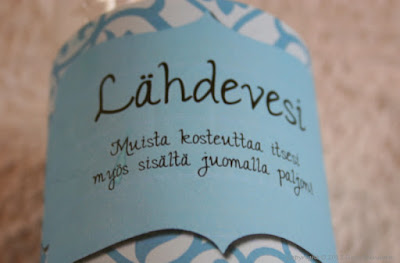 Lähdevesi
Muista kosteuttaa itsesi
myös sisältä juomalla paljon!